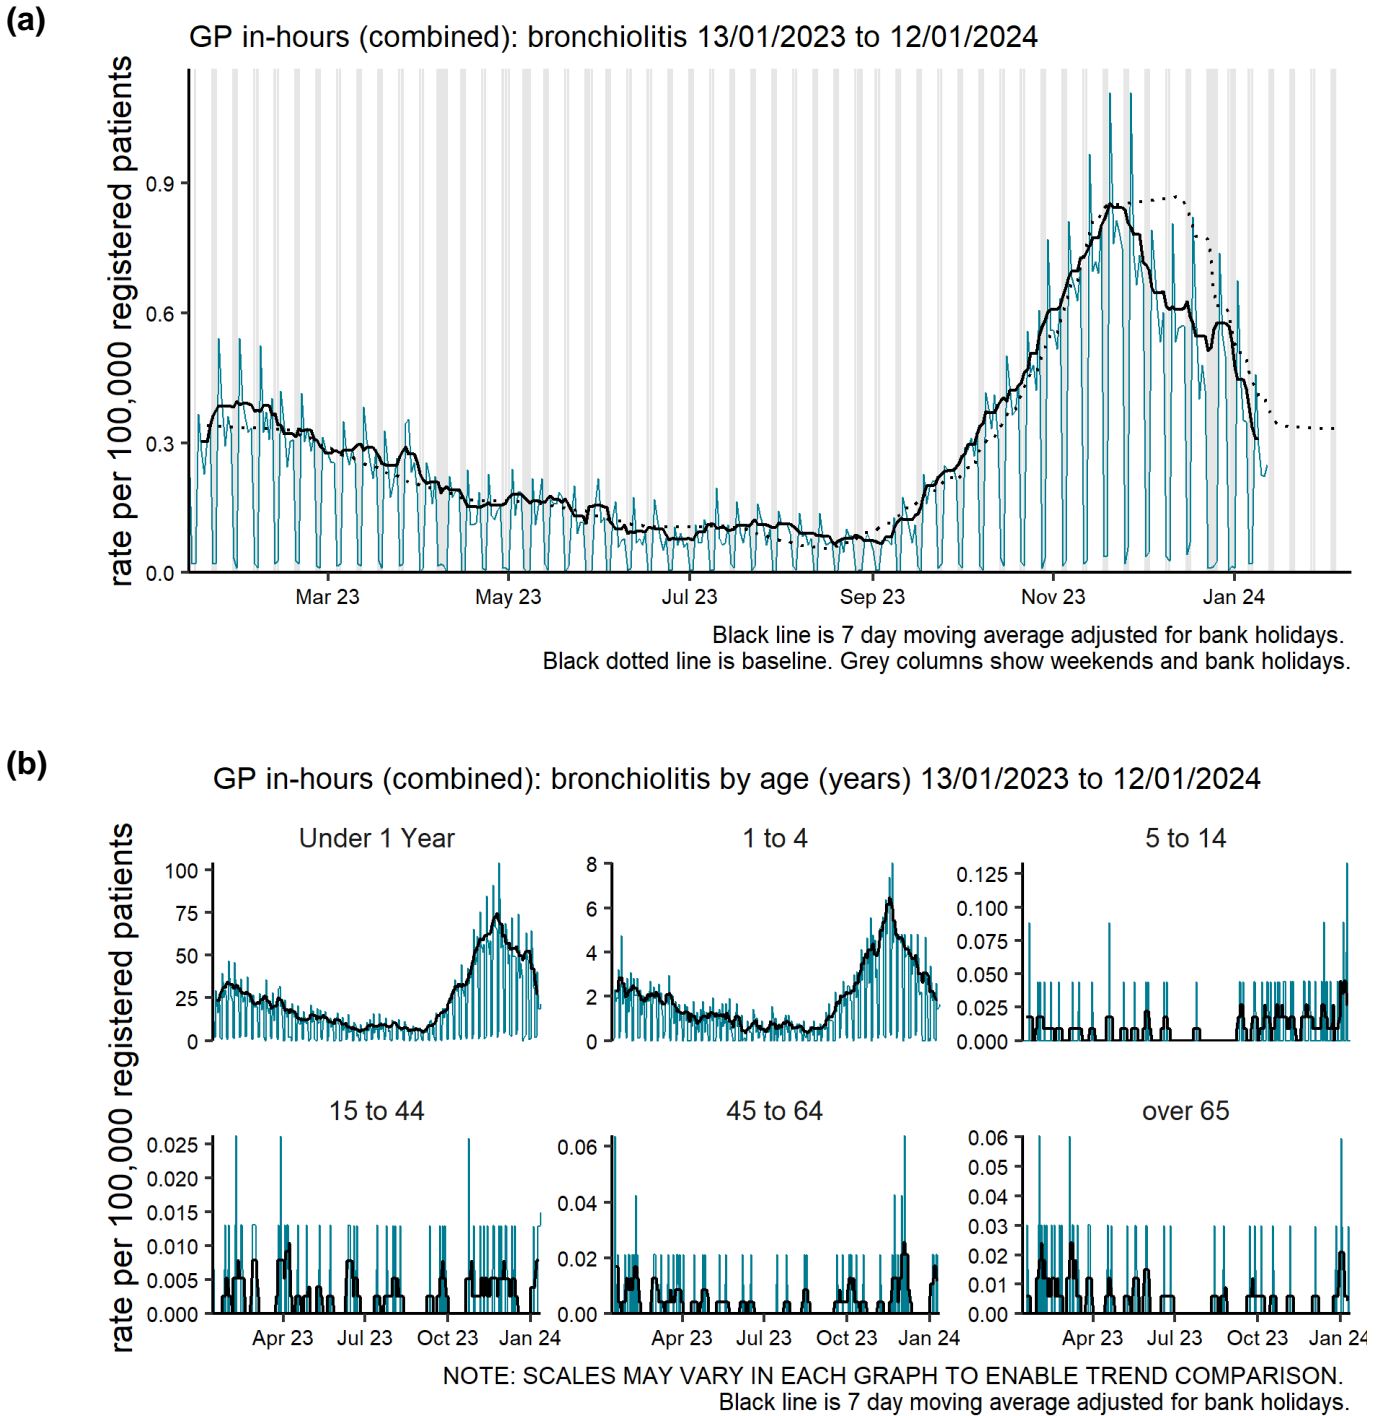 (a)
GP in-hours (combined): bronchiolitis 13/01/2023 to 12/01/2024
rate per 100,000 registered patients
0.9
0.6
0.3
0.0
Mar 23 May 23 Jul 23 Sep 23 Nov 23 Jan 24
Black line is 7 day moving average adjusted for bank holidays.
Black dotted line is baseline. Grey columns show weekends and bank holidays.
(b)
GP in-hours (combined): bronchiolitis by age (years) 13/01/2023 to 12/01/2024
rate per 100,000 registered patients
Under 1 Year
100
75
50
25
0
1 to 4
8
6
4
2
0
5 to 14
0.125
0.100
0.075
0.050
0.025
0.000
15 to 44
0.025
0.020
0.015
0.010
0.005
0.000
Apr 23 Jul 23 Oct 23 Jan 24
45 to 64
0.06
0.04
0.02
0.00
Apr 23 Jul 23 Oct 23 Jan 24
over 65
0.06
0.05
0.04
0.03
0.02
0.01
0.00
Apr 23 Jul 23 Oct 23 Jan 24
NOTE: SCALES MAY VARY IN EACH GRAPH TO ENABLE TREND COMPARISON.
Black line is 7 day moving average adjusted for bank holidays.